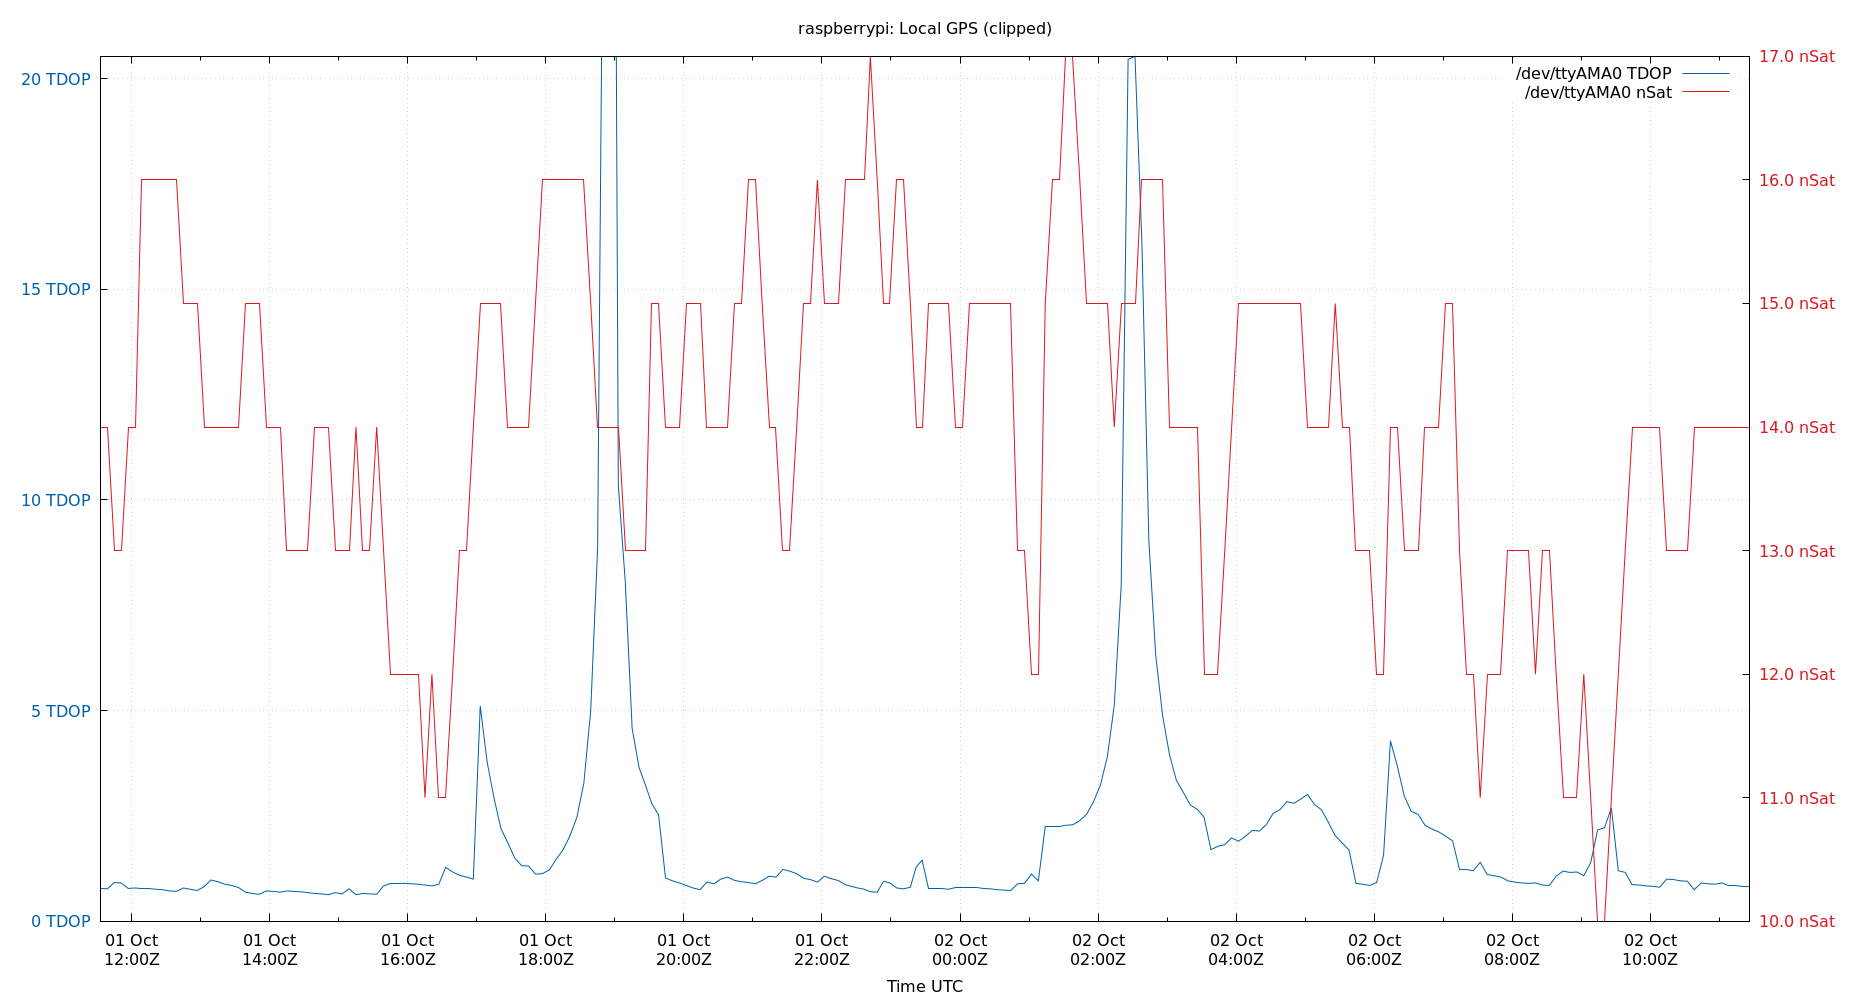 raspberrypi: Local GPS (clipped)
/dev/ttyAMA0 TDOP
/dev/ttyAMA0 nSat
20 TDOP
15 TDOP
10 TDOP
5 TDOP
0 TDOP
17.0 nSat
16.0 nSat
15.0 nSat
14.0 nSat
13.0 nSat
12.0 nSat
11.0 nSat
10.0 nSat
01 Oct
12:00Z
01 Oct
14:00Z
01 Oct
16:00Z
01 Oct
18:00Z
01 Oct
20:00Z
01 Oct
22:00Z
02 Oct
00:00Z
02 Oct
02:00Z
02 Oct
04:00Z
02 Oct
06:00Z
02 Oct
08:00Z
02 Oct
10:00Z
Time UTC